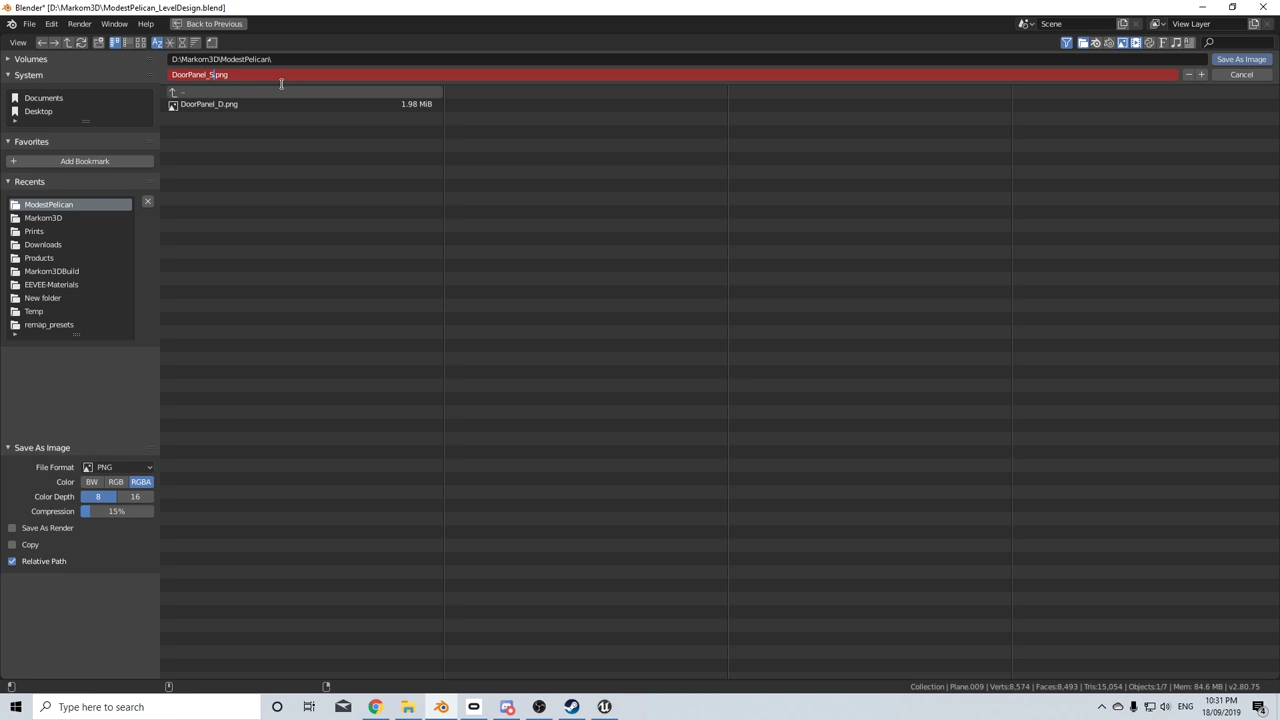 Blender* [D:\Markom3D\ModestPelican_LevelDesign.blend]
File Edit Render Window Help Back to Previous Scene View Layer
View
Volumes D:\Markom3D\ModestPelican\ Save As Image
System DoorPanel_S.png Cancel
..
Documents DoorPanel_D.png 1.98 MiB
Desktop
Favorites
Add Bookmark
Recents
ModestPelican
Markom3D
Prints
Downloads
Products
Markom3DBuild
EEVEE-Materials
New folder
Temp
remap_presets
Save As Image
File Format PNG
Color BW RGB RGBA
Color Depth 8 16
Compression 15%
Save As Render
Copy
Relative Path
Collection | Plane.009 | Verts:8,574 | Faces:8,493 | Tris:15,054 | Objects:1/7 | Mem: 84.6 MB | v2.80.75
Type here to search ENG 10:31 PM
18/09/2019 4